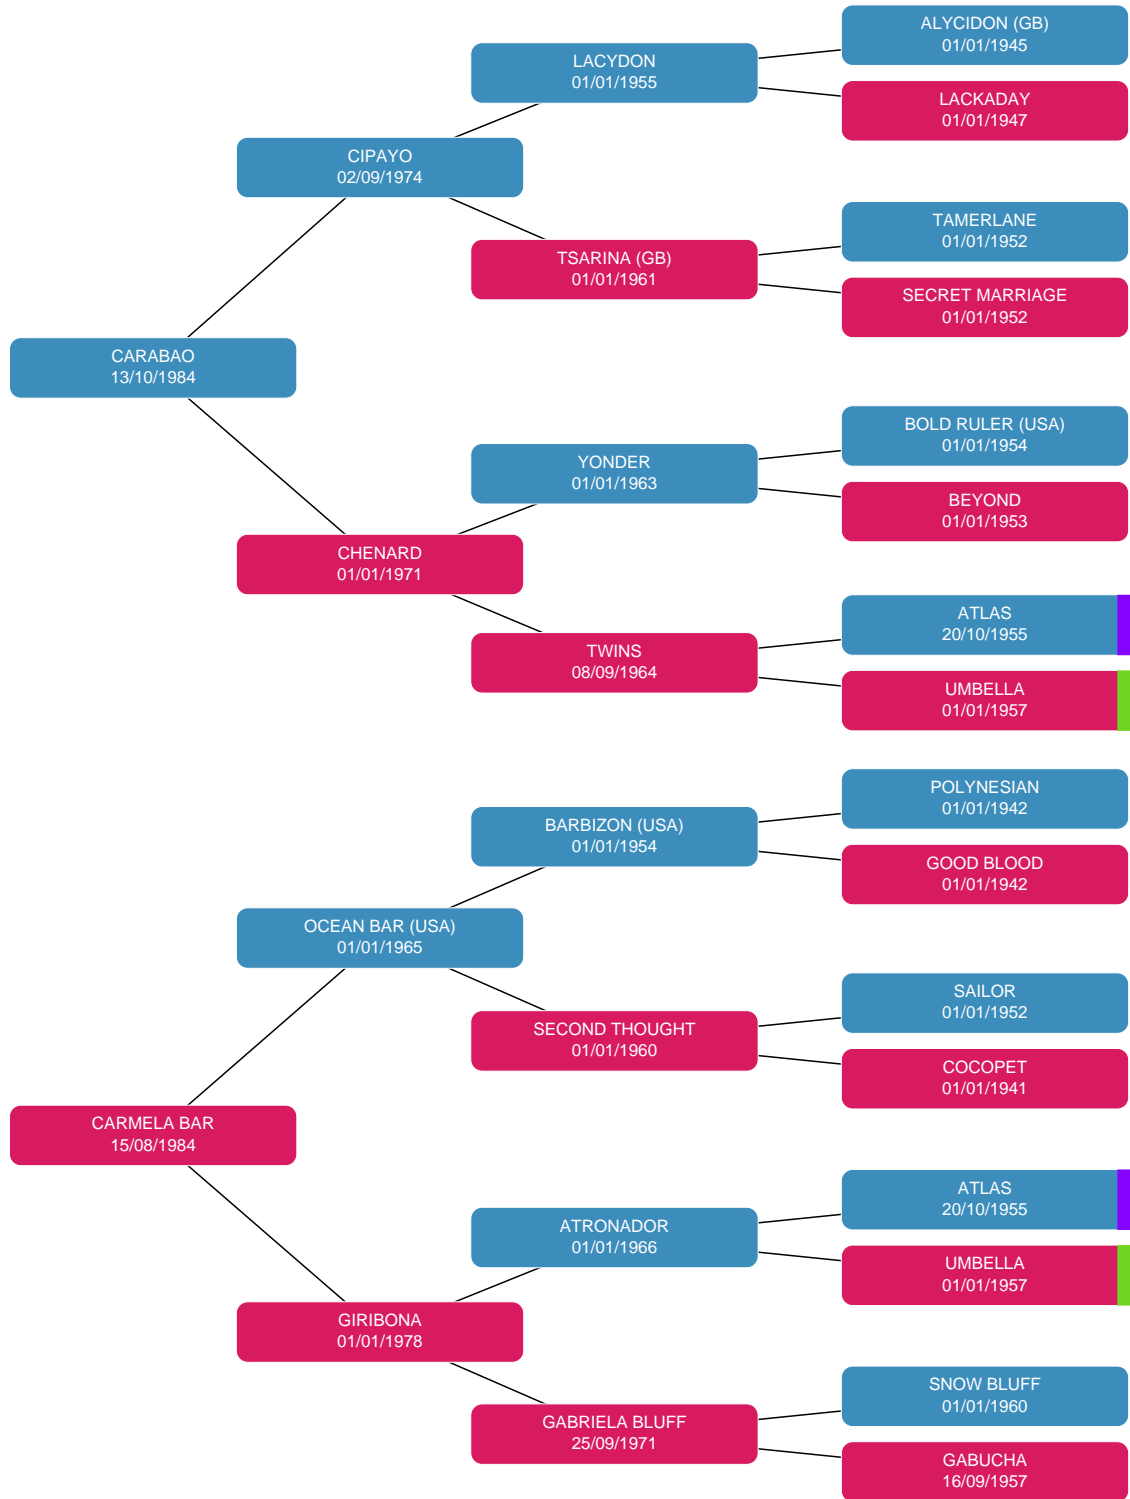 ALYCIDON (GB)
01/01/1945
LACYDON
01/01/1955
LACKADAY
01/01/1947
CIPAYO
02/09/1974
TAMERLANE
01/01/1952
TSARINA (GB)
01/01/1961
SECRET MARRIAGE
01/01/1952
CARABAO
13/10/1984
BOLD RULER (USA)
01/01/1954
YONDER
01/01/1963
BEYOND
01/01/1953
CHENARD
01/01/1971
ATLAS
20/10/1955
TWINS
08/09/1964
UMBELLA
01/01/1957
POLYNESIAN
01/01/1942
BARBIZON (USA)
01/01/1954
GOOD BLOOD
01/01/1942
OCEAN BAR (USA)
01/01/1965
SAILOR
01/01/1952
SECOND THOUGHT
01/01/1960
COCOPET
01/01/1941
CARMELA BAR
15/08/1984
ATLAS
20/10/1955
ATRONADOR
01/01/1966
UMBELLA
01/01/1957
GIRIBONA
01/01/1978
SNOW BLUFF
01/01/1960
GABRIELA BLUFF
25/09/1971
GABUCHA
16/09/1957